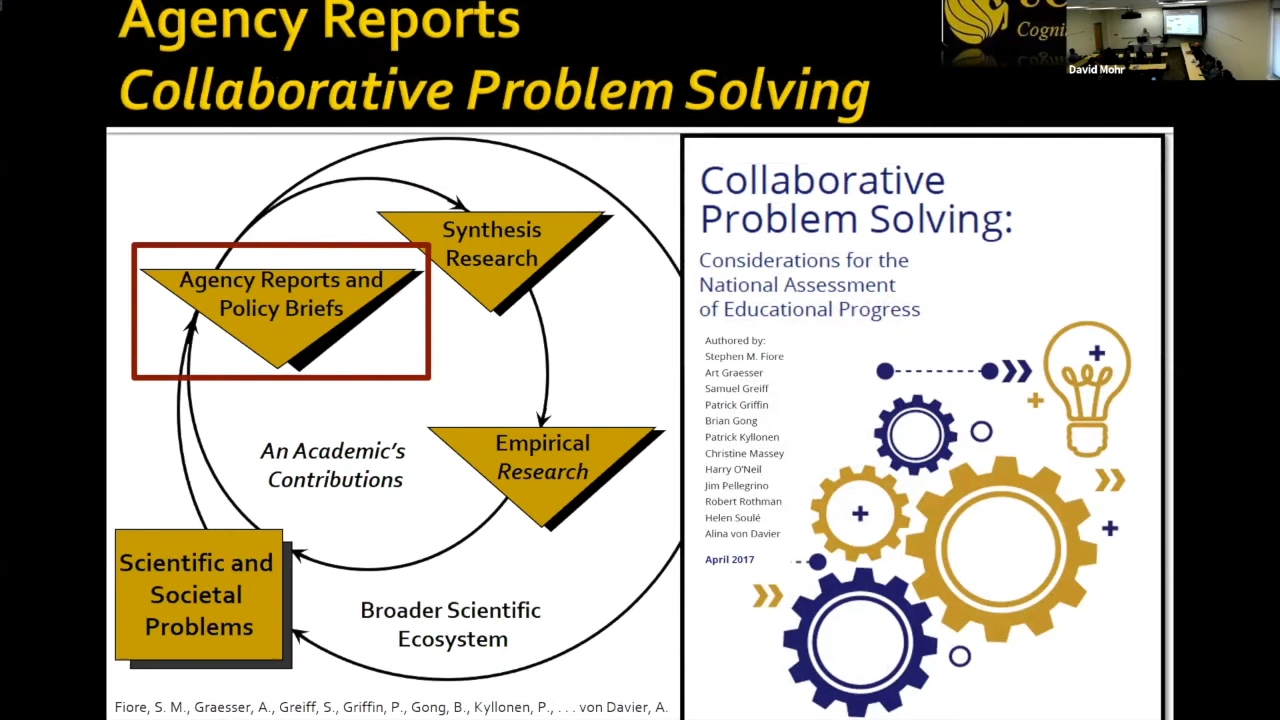 Agency Reports
Collaborative Problem Solving
Cogni
David Mohr
Synthesis
Research
Agency Reports and
Policy Briefs
Empirical
Research
An Academic's
Contributions
Scientific and
Societal
Problems
Broader Scientific
Ecosystem
Fiore, S. M., Graesser, A., Greiff, S., Griffin, P., Gong, B., Kyllonen, P., . . . von Davier, A.
Collaborative
Problem Solving:
Considerations for the
National Assessment
of Educational Progress
Authored by:
Stephen M. Fiore
Art Graesser
Samuel Greiff
Patrick Griffin
Brian Gong
Patrick Kyllonen
Christine Massey
Harry O'Neil
Jim Pellegrino
Robert Rothman
Helen Soulé
Alina von Davier
April 2017